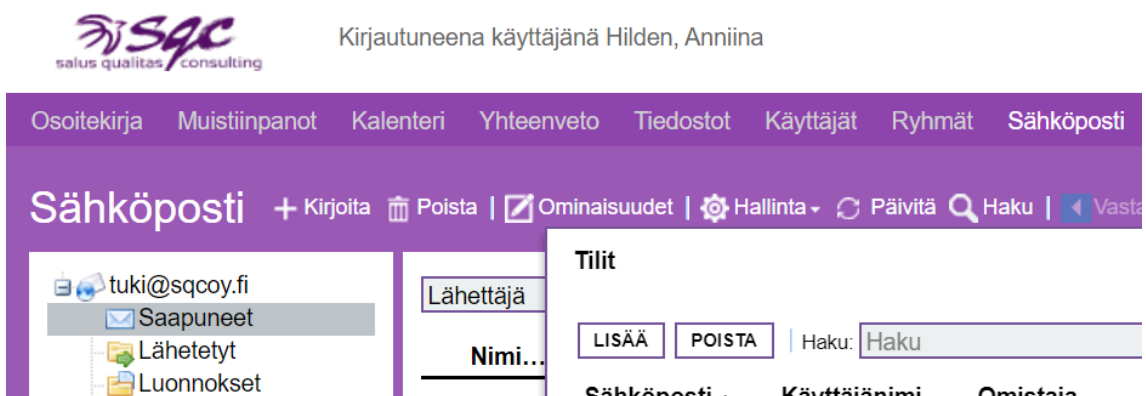 sqc
salus qualitas consulting
Kirjautuneena käyttäjänä Hilden, Anniina
Osoitekirja Muistiinpanot Kalenteri Yhteenveto Tiedostot Käyttäjät Ryhmät Sähköposti
Sähköposti + Kirjoita Poista | Ominaisuudet | Hallinta Päivitä Haku |
Tilit
tuki@sqcoy.fi
Saapuneet
Lähetetyt
Luonnokset
Lähettäjä
Nimi...
LISÄÄ POISTA Haku: Haku
Sähköposti Käyttäjänimi Omistaja